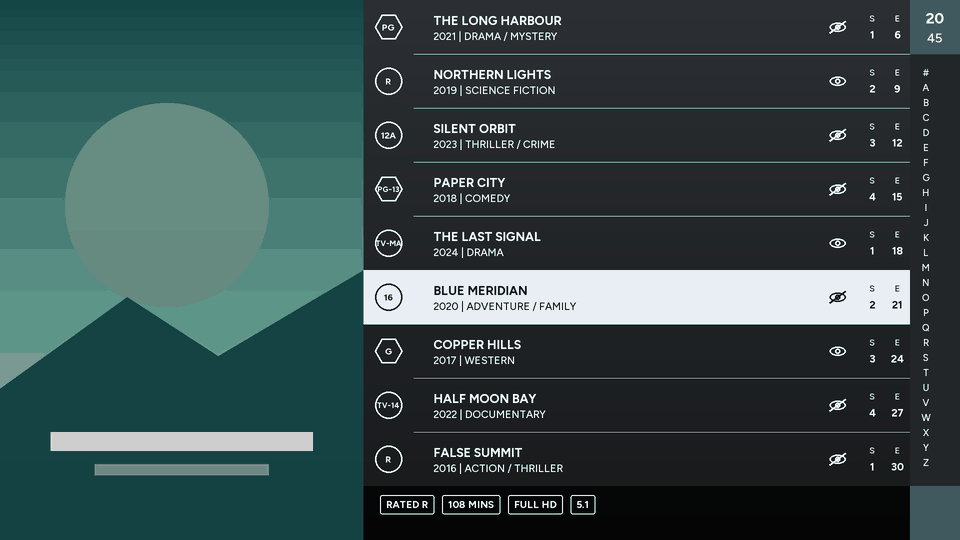 PG
THE LONG HARBOUR
2021 | DRAMA / MYSTERY
S E
1 6
R
NORTHERN LIGHTS
2019 | SCIENCE FICTION
S E
2 9
12A
SILENT ORBIT
2023 | THRILLER / CRIME
S E
3 12
PG-13
PAPER CITY
2018 | COMEDY
S E
4 15
TV-MA
THE LAST SIGNAL
2024 | DRAMA
S E
1 18
16
BLUE MERIDIAN
2020 | ADVENTURE / FAMILY
S E
2 21
G
COPPER HILLS
2017 | WESTERN
S E
3 24
TV-14
HALF MOON BAY
2022 | DOCUMENTARY
S E
4 27
R
FALSE SUMMIT
2016 | ACTION / THRILLER
S E
1 30
RATED R 108 MINS FULL HD 5.1
20
45
#
A
B
C
D
E
F
G
H
I
J
K
L
M
N
O
P
Q
R
S
T
U
V
W
X
Y
Z